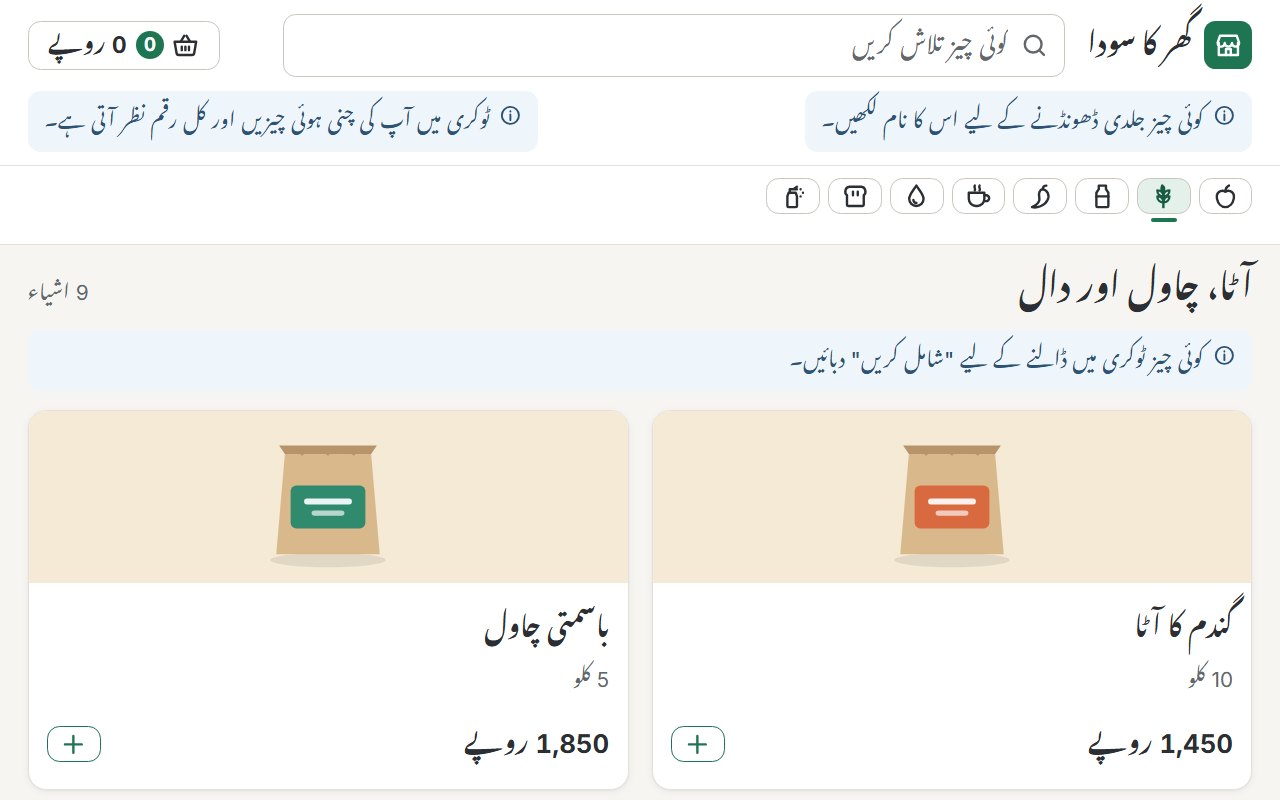 گھر کا سودا
کوئی چیز تلاش کریں
0
0 روپے
کوئی چیز جلدی ڈھونڈنے کے لیے اس کا نام لکھیں۔
ٹوکری میں آپ کی چنی ہوئی چیزیں اور کل رقم نظر آتی ہے۔
آٹا، چاول اور دال
9 اشیاء
کوئی چیز ٹوکری میں ڈالنے کے لیے "شامل کریں" دبائیں۔
گندم کا آٹا
10 کلو
1,450 روپے
باسمتی چاول
5 کلو
1,850 روپے